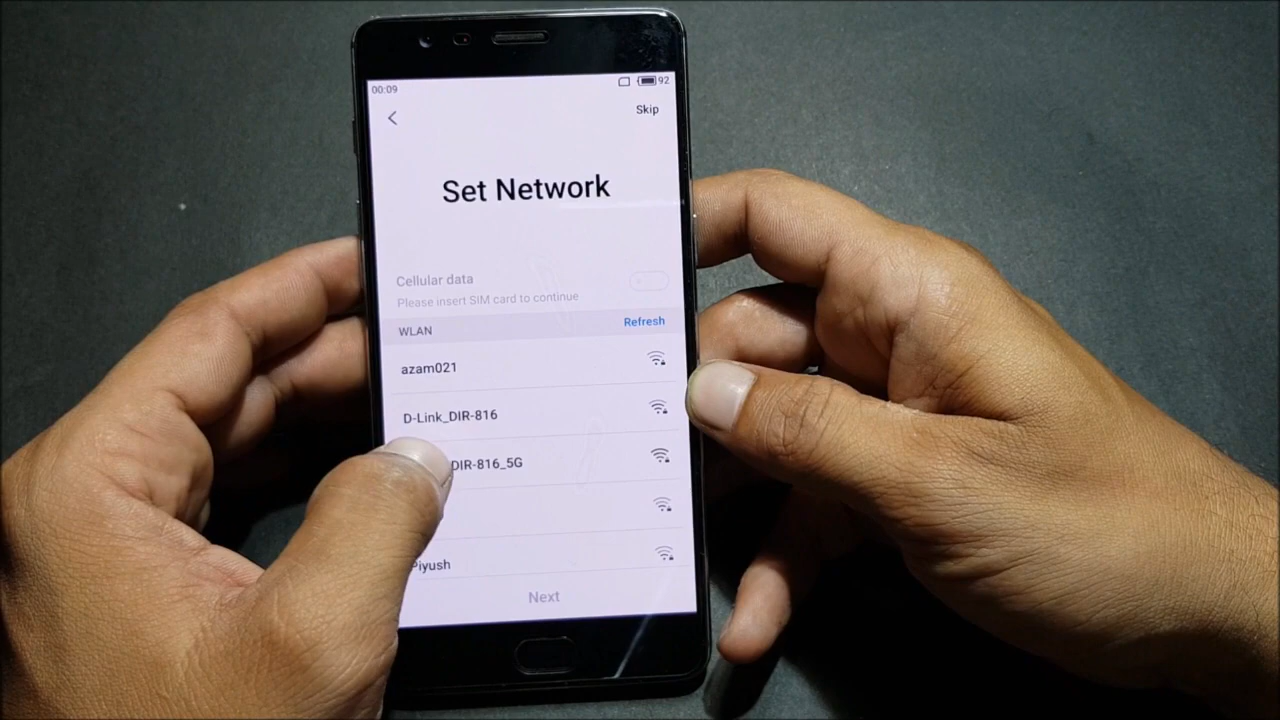 00:09
92
Skip
Set Network
Cellular data
Please insert SIM card to continue
WLAN
Refresh
azam021
D-Link_DIR-816
DIR-816_5G
Piyush
Next